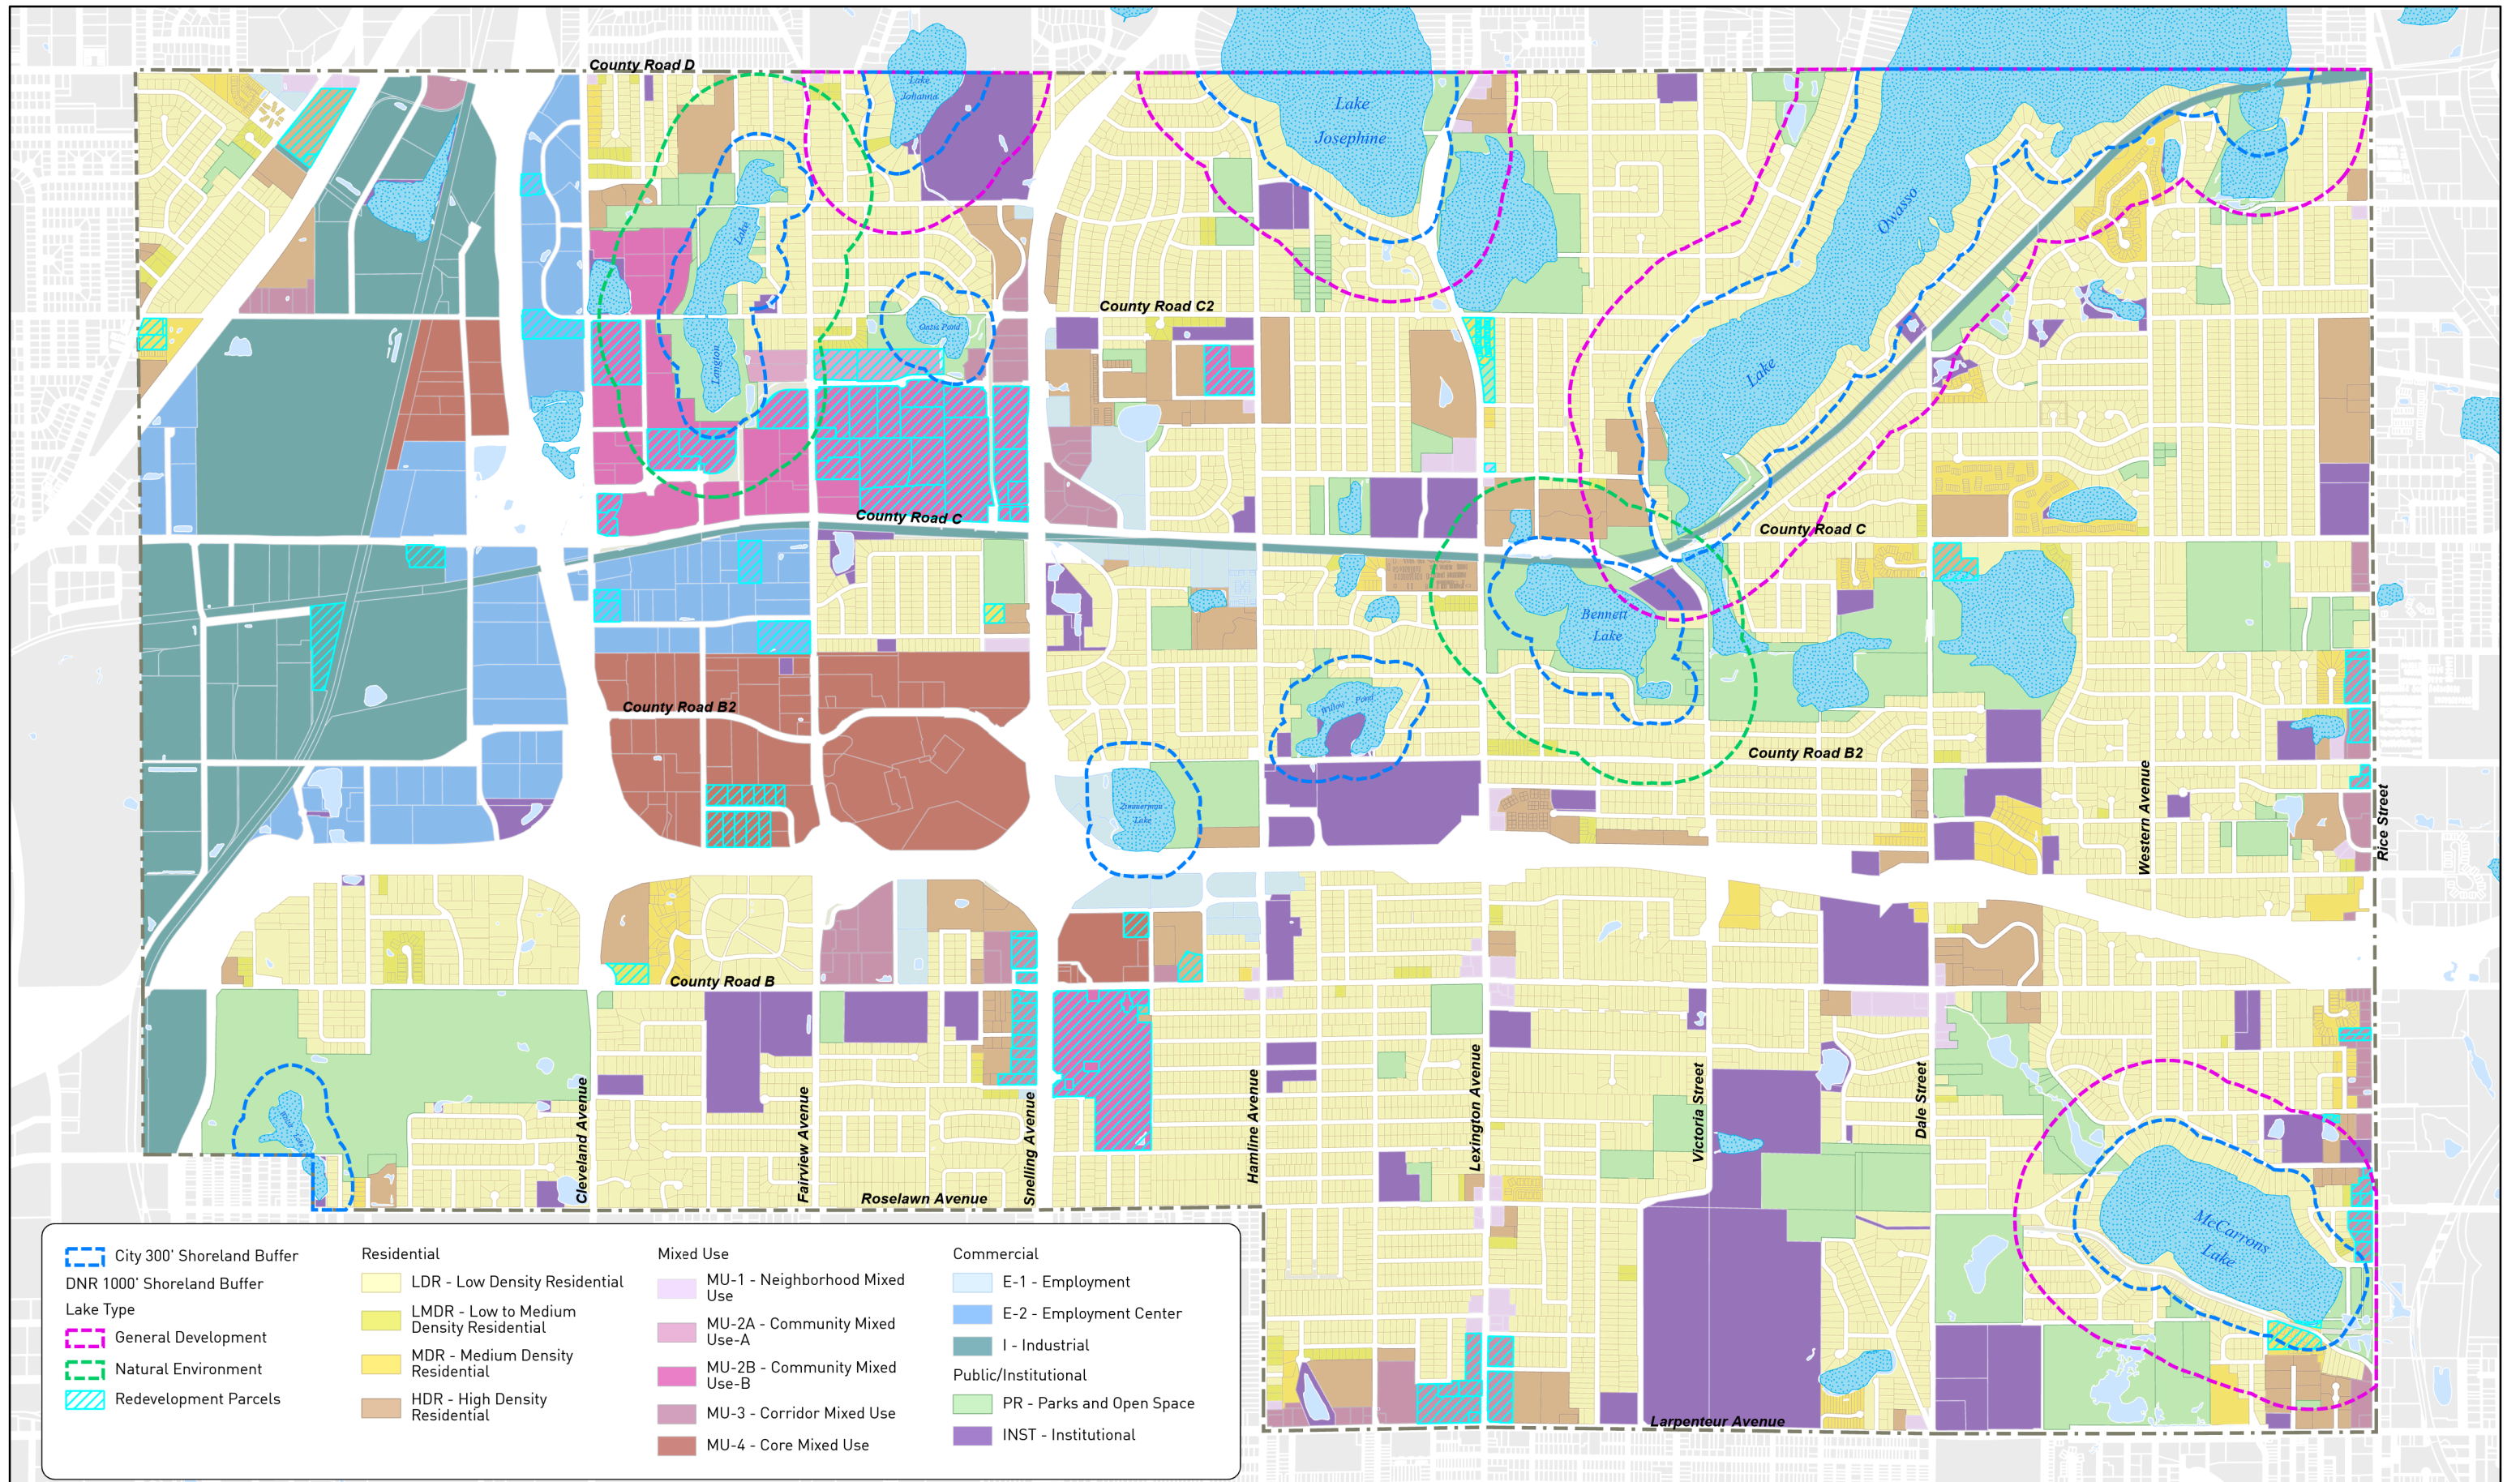 County Road D
Lake
Johanna
Lake
Josephine
Owasso
Lake
Lake
Langton
County Road C2
Oasis Pond
County Road C
County Road C
Bennett
Lake
Willow Pond
County Road B2
County Road B2
Zimmerman
Lake
Western Avenue
Rice Street
County Road B
Cleveland Avenue
Fairview Avenue
Snelling Avenue
Hamline Avenue
Lexington Avenue
Victoria Street
Dale Street
Lake
Roselawn Avenue
McCarrons
Lake
Larpenteur Avenue
City 300' Shoreland Buffer
DNR 1000' Shoreland Buffer
Lake Type
General Development
Natural Environment
Redevelopment Parcels
Residential
LDR - Low Density Residential
LMDR - Low to Medium
Density Residential
MDR - Medium Density
Residential
HDR - High Density
Residential
Mixed Use
MU-1 - Neighborhood Mixed
Use
MU-2A - Community Mixed
Use-A
MU-2B - Community Mixed
Use-B
MU-3 - Corridor Mixed Use
MU-4 - Core Mixed Use
Commercial
E-1 - Employment
E-2 - Employment Center
I - Industrial
Public/Institutional
PR - Parks and Open Space
INST - Institutional